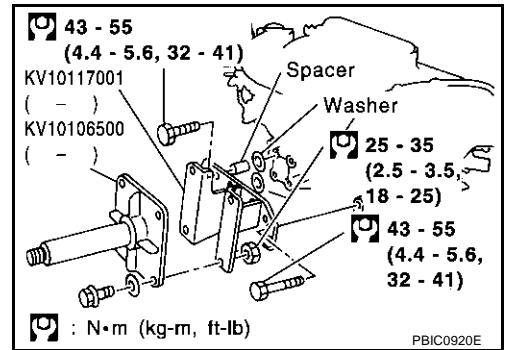 43 - 55
(4.4 - 5.6, 32 - 41)
KV10117001
( – )
KV10106500
( – )
Spacer
Washer
25 - 35
(2.5 - 3.5,
18 - 25)
43 - 55
(4.4 - 5.6,
32 - 41)
: N•m (kg-m, ft-lb)
PBIC0920E